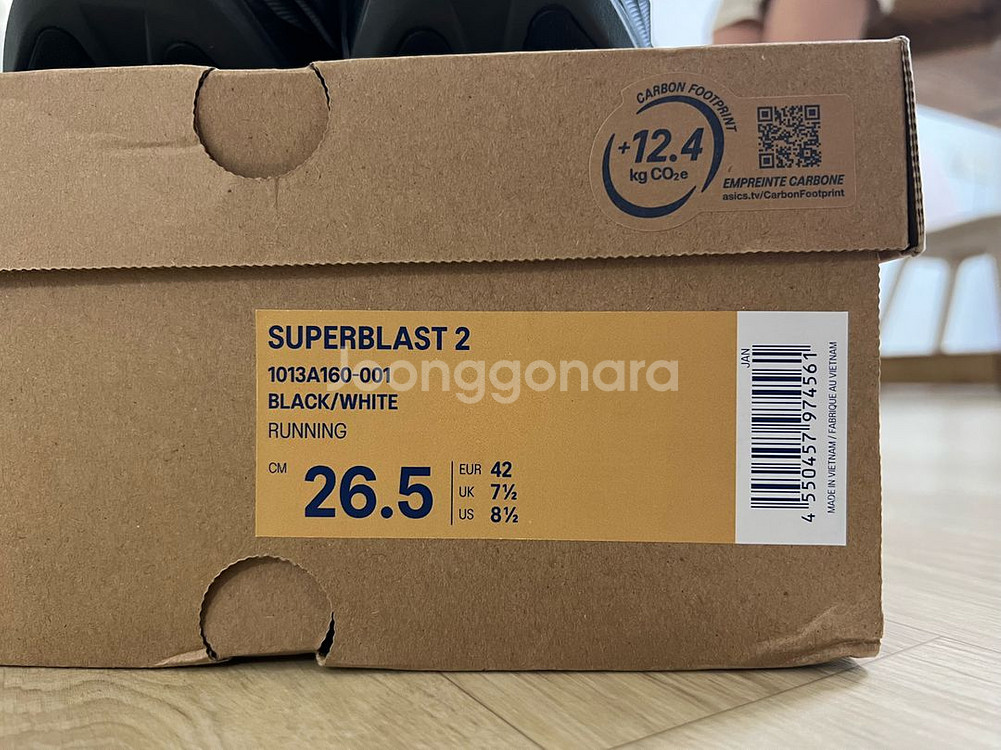 CARBON FOOTPRINT
+12.4
kg CO₂e
EMPREINTE CARBONE
asics.tv/CarbonFootprint
SUPERBLAST 2
joonggonara
1013A160-001
BLACK/WHITE
RUNNING
CM 26.5
EUR 42
UK 7½
US 8½
JAN
4 550457 974561
MADE IN VIETNAM / FABRIQUE AU VIETNAM